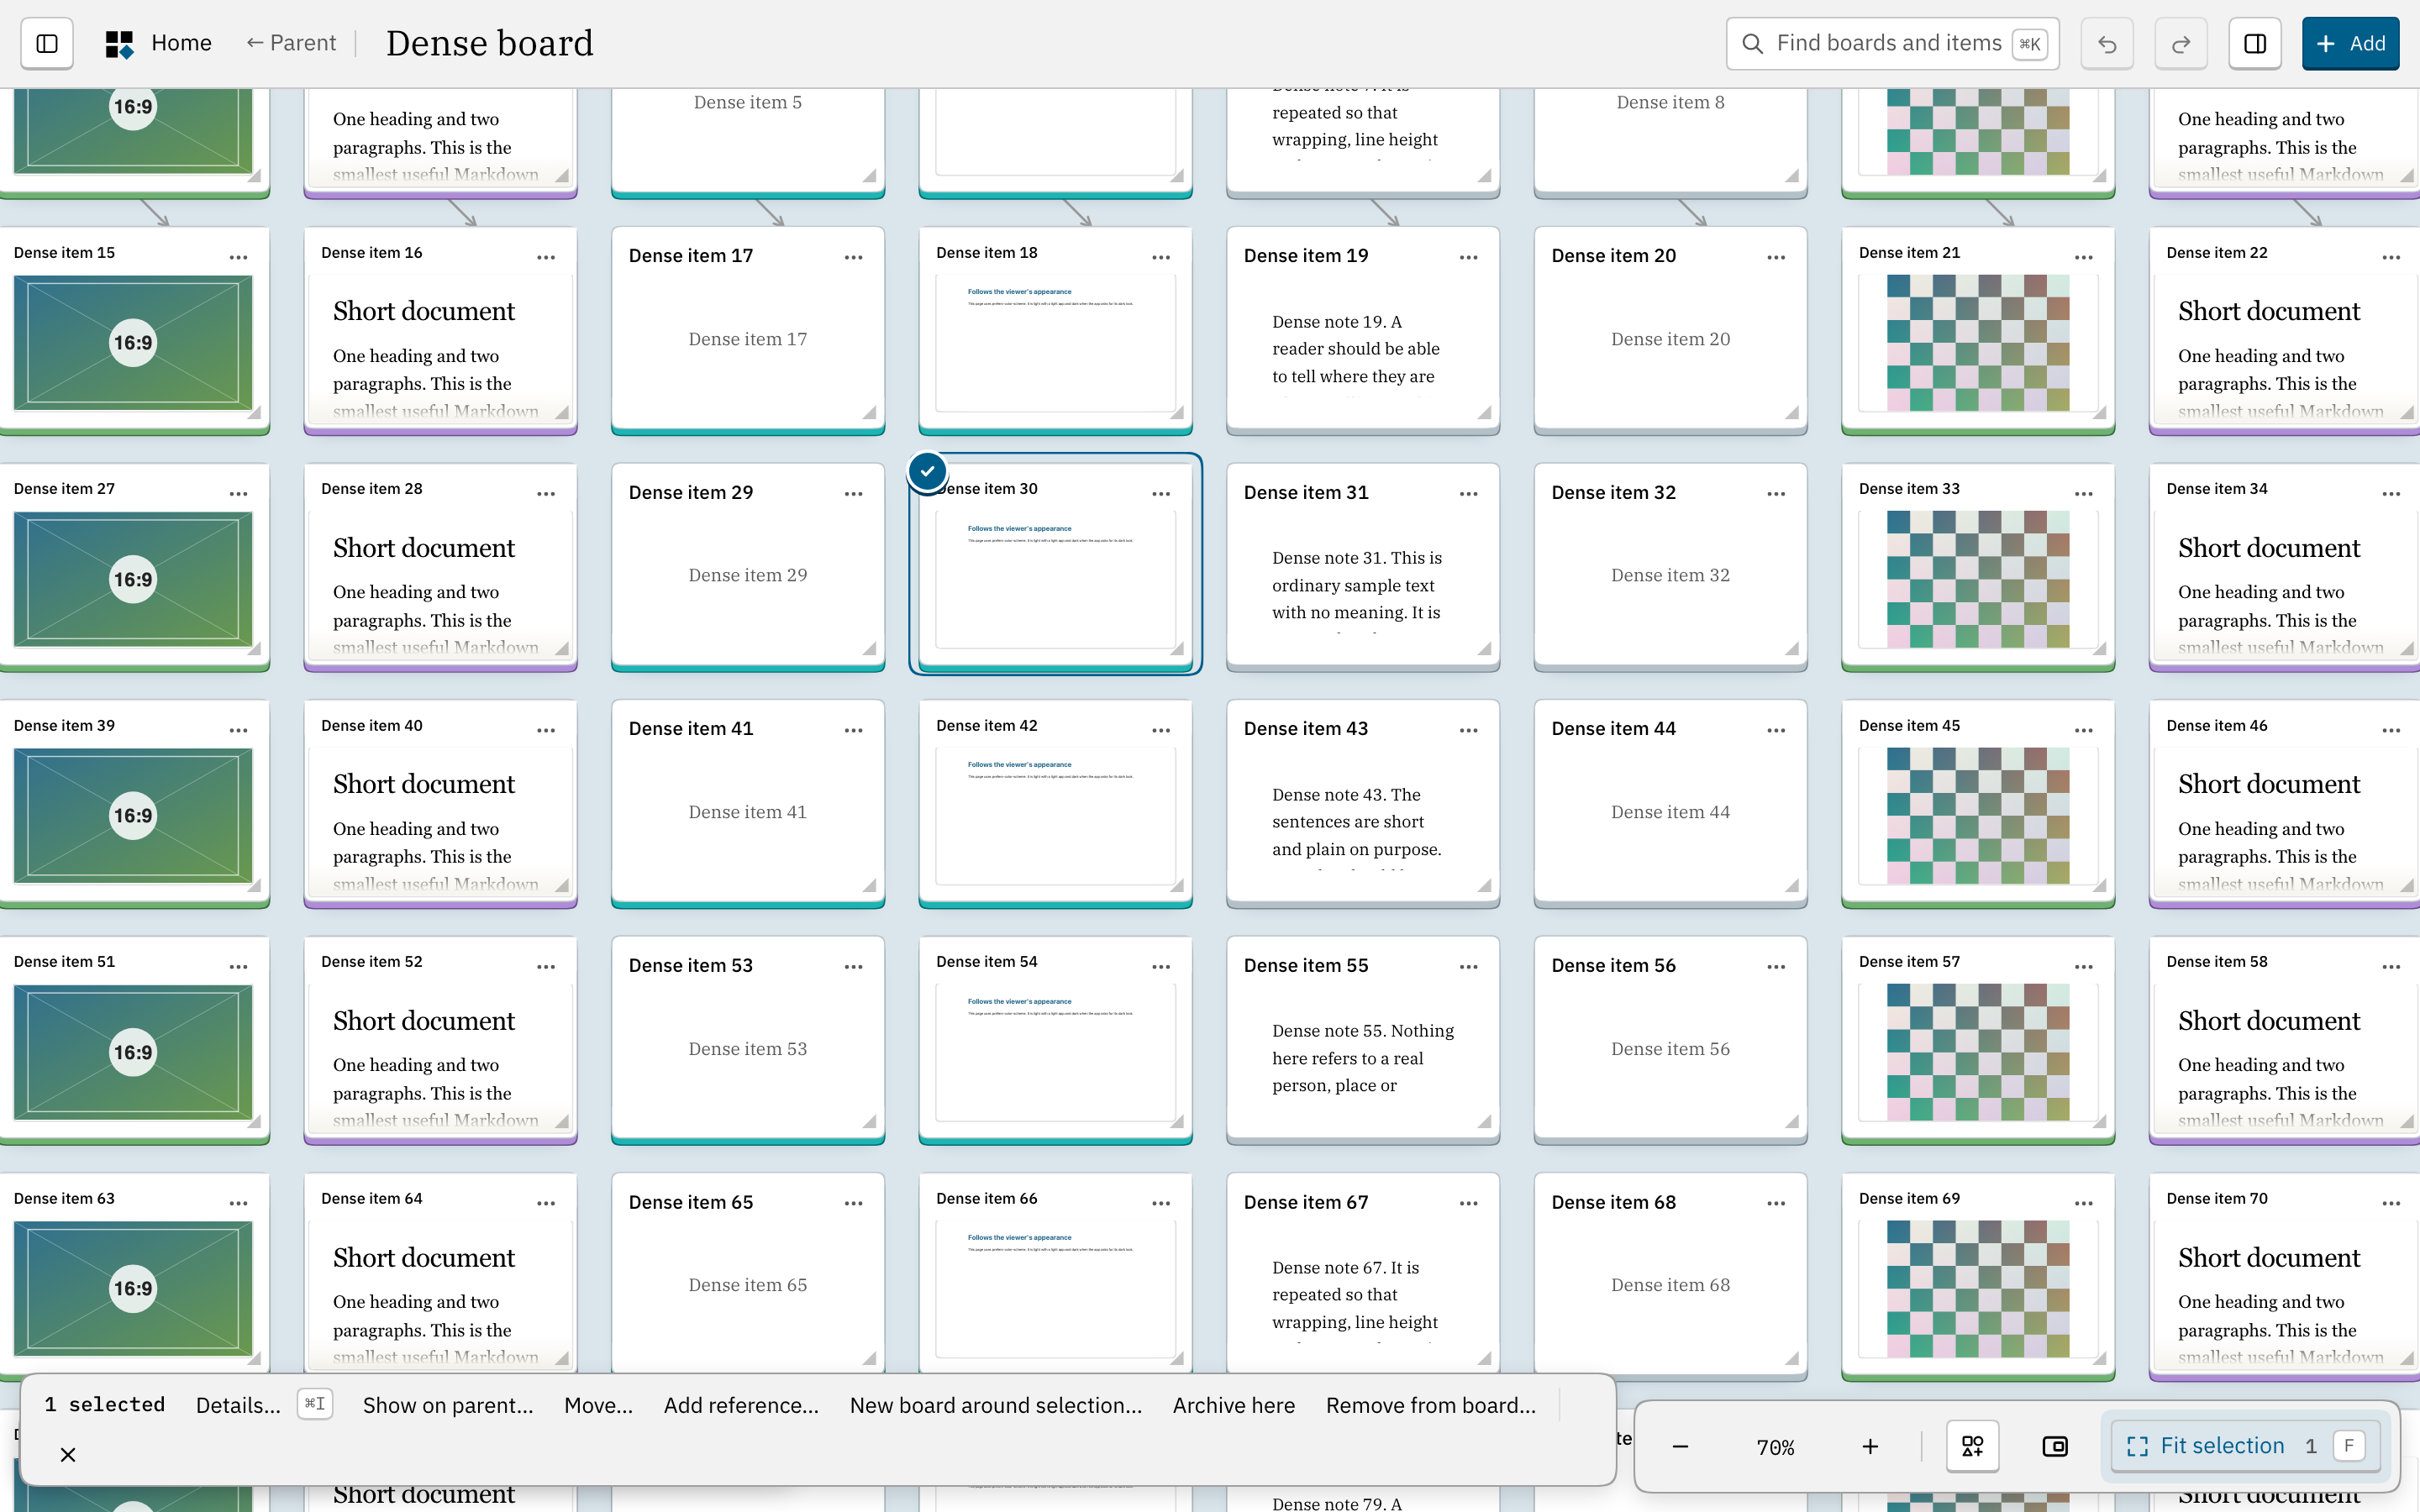 Home
← Parent
Dense board
Find boards and items ⌘K
+ Add
16:9
One heading and two
paragraphs. This is the
smallest useful Markdown
Dense item 5
repeated so that
wrapping, line height
Dense item 8
One heading and two
paragraphs. This is the
smallest useful Markdown
Dense item 15
16:9
Dense item 16
Short document
One heading and two
paragraphs. This is the
smallest useful Markdown
Dense item 17
Dense item 17
Dense item 18
Follows the viewer's appearance
Dense item 19
Dense note 19. A
reader should be able
to tell where they are
Dense item 20
Dense item 20
Dense item 21
Dense item 22
Short document
One heading and two
paragraphs. This is the
smallest useful Markdown
Dense item 27
16:9
Dense item 28
Short document
One heading and two
paragraphs. This is the
smallest useful Markdown
Dense item 29
Dense item 29
Dense item 30
Follows the viewer's appearance
Dense item 31
Dense note 31. This is
ordinary sample text
with no meaning. It is
Dense item 32
Dense item 32
Dense item 33
Dense item 34
Short document
One heading and two
paragraphs. This is the
smallest useful Markdown
Dense item 39
16:9
Dense item 40
Short document
One heading and two
paragraphs. This is the
smallest useful Markdown
Dense item 41
Dense item 41
Dense item 42
Follows the viewer's appearance
Dense item 43
Dense note 43. The
sentences are short
and plain on purpose.
Dense item 44
Dense item 44
Dense item 45
Dense item 46
Short document
One heading and two
paragraphs. This is the
smallest useful Markdown
Dense item 51
16:9
Dense item 52
Short document
One heading and two
paragraphs. This is the
smallest useful Markdown
Dense item 53
Dense item 53
Dense item 54
Follows the viewer's appearance
Dense item 55
Dense note 55. Nothing
here refers to a real
person, place or
Dense item 56
Dense item 56
Dense item 57
Dense item 58
Short document
One heading and two
paragraphs. This is the
smallest useful Markdown
Dense item 63
16:9
Dense item 64
Short document
One heading and two
paragraphs. This is the
smallest useful Markdown
Dense item 65
Dense item 65
Dense item 66
Follows the viewer's appearance
Dense item 67
Dense note 67. It is
repeated so that
wrapping, line height
Dense item 68
Dense item 68
Dense item 69
Dense item 70
Short document
One heading and two
paragraphs. This is the
smallest useful Markdown
1 selected
Details... ⌘I
Show on parent...
Move...
Add reference...
New board around selection...
Archive here
Remove from board...
70%
Fit selection 1 F
Short document
Dense note 79. A
Short document